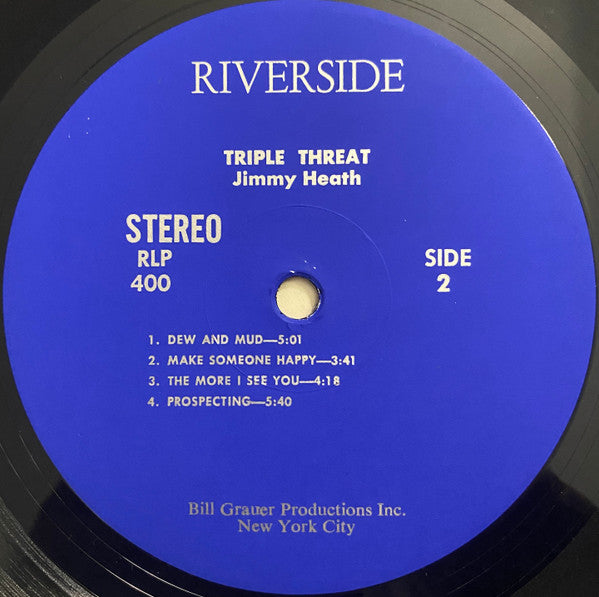 RIVERSIDE
TRIPLE THREAT
Jimmy Heath
STEREO
RLP
400
SIDE
2
1. DEW AND MUD—5:01
2. MAKE SOMEONE HAPPY—3:41
3. THE MORE I SEE YOU—4:18
4. PROSPECTING—5:40
Bill Grauer Productions Inc.
New York City